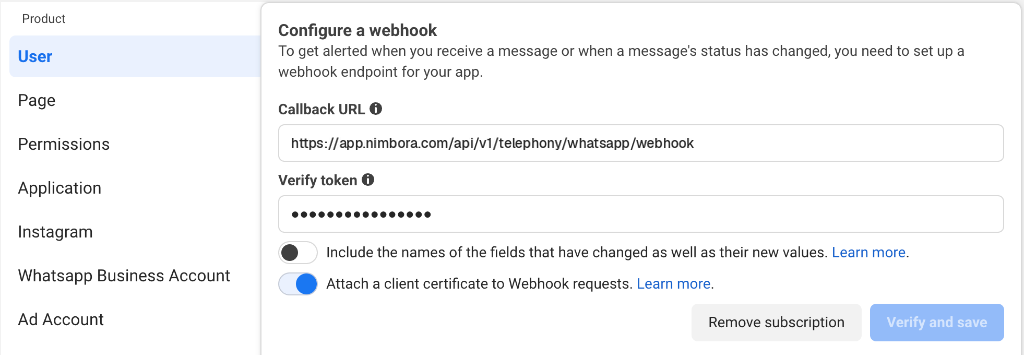 Product
User
Page
Permissions
Application
Instagram
Whatsapp Business Account
Ad Account
Configure a webhook
To get alerted when you receive a message or when a message's status has changed, you need to set up a
webhook endpoint for your app.
Callback URL
https://app.nimbora.com/api/v1/telephony/whatsapp/webhook
Verify token
••••••••••••••••
Include the names of the fields that have changed as well as their new values. Learn more.
Attach a client certificate to Webhook requests. Learn more.
Remove subscription
Verify and save